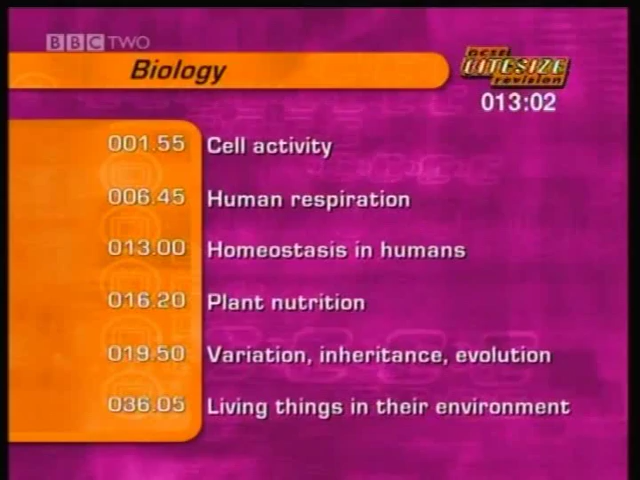 BBC TWO
Biology
GCSE
BITESIZE
revision
013:02
001.55 Cell activity
006.45 Human respiration
013.00 Homeostasis in humans
016.20 Plant nutrition
019.50 Variation, inheritance, evolution
036.05 Living things in their environment